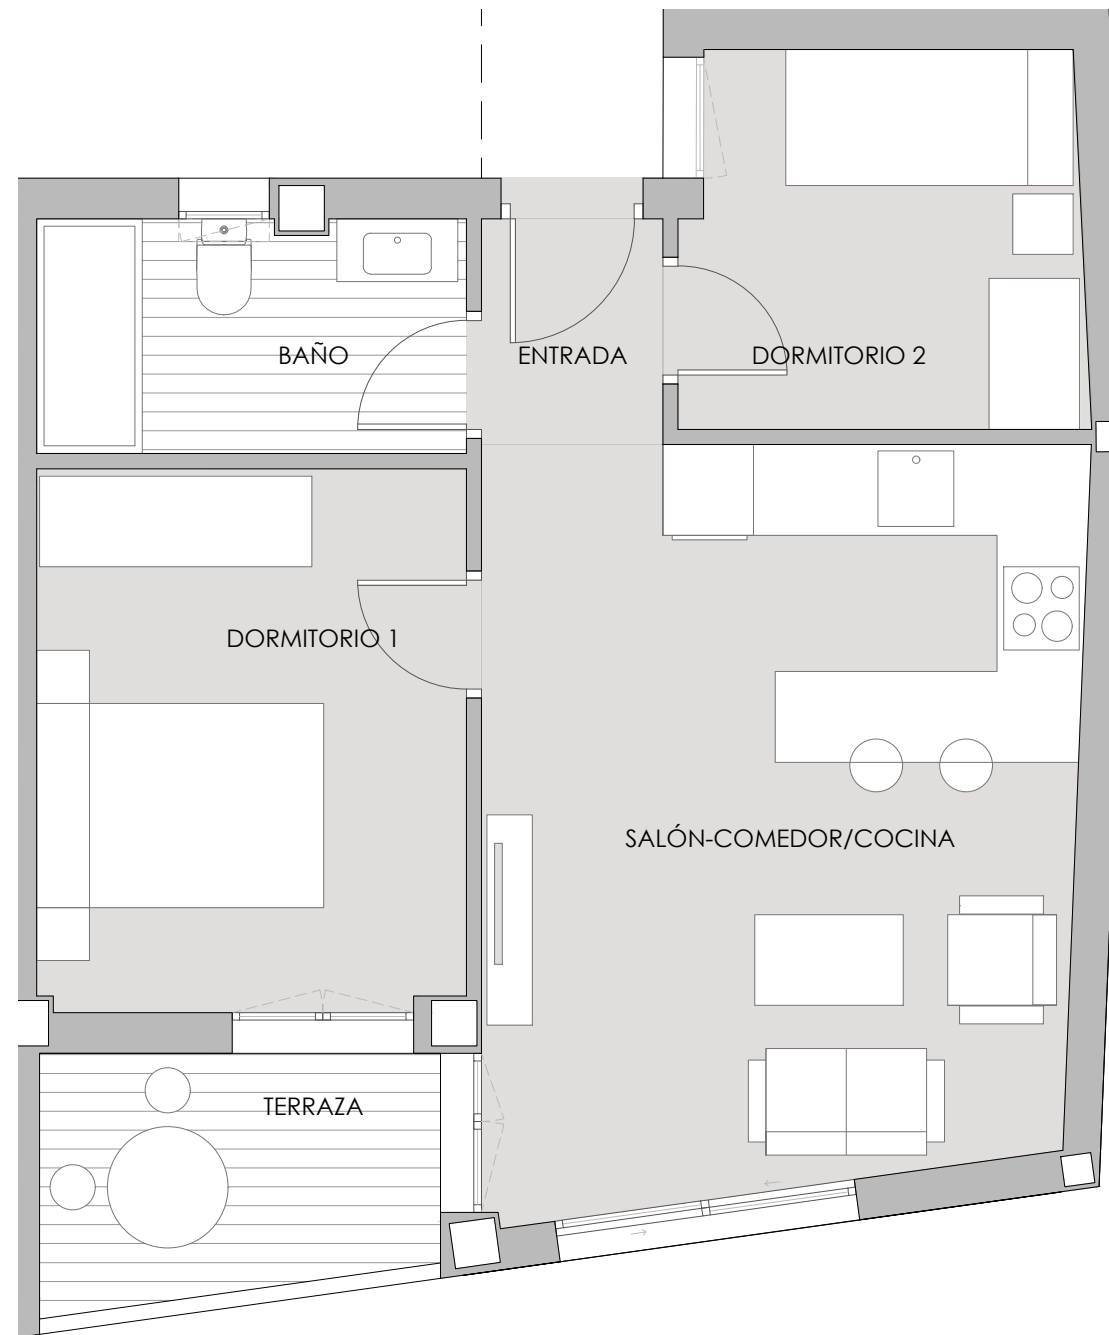 BAÑO
ENTRADA
DORMITORIO 2
DORMITORIO 1
SALÓN-COMEDOR/COCINA
TERRAZA